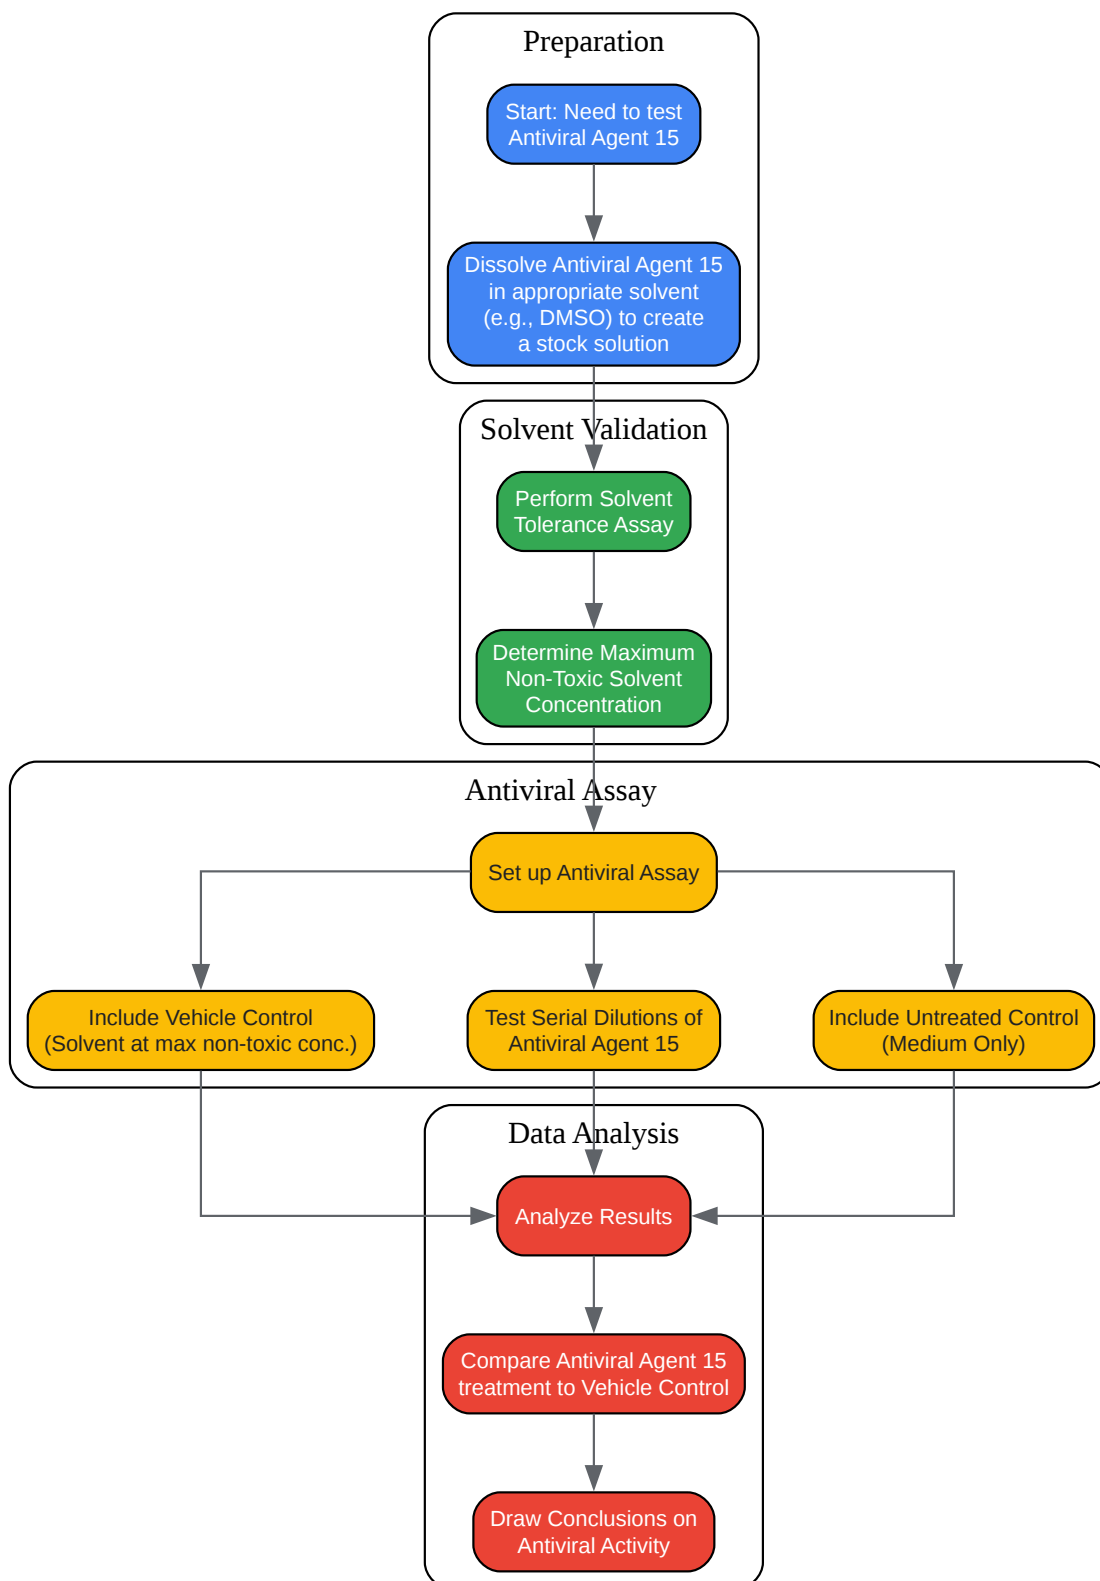 Preparation
Start: Need to test
Antiviral Agent 15
Dissolve Antiviral Agent 15
in appropriate solvent
(e.g., DMSO) to create
a stock solution
Solvent Validation
Perform Solvent
Tolerance Assay
Determine Maximum
Non-Toxic Solvent
Concentration
Antiviral Assay
Set up Antiviral Assay
Include Vehicle Control
(Solvent at max non-toxic conc.)
Test Serial Dilutions of
Antiviral Agent 15
Include Untreated Control
(Medium Only)
Data Analysis
Analyze Results
Compare Antiviral Agent 15
treatment to Vehicle Control
Draw Conclusions on
Antiviral Activity